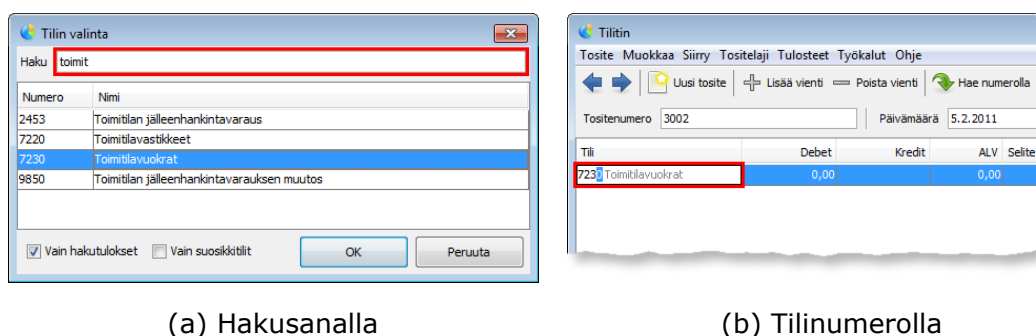 Tilin valinta
Haku toimit
Numero Nimi
2453 Toimitilan jälleenhankintavaraus
7220 Toimitilavastikkeet
7230 Toimitilavuokrat
9850 Toimitilan jälleenhankintavarauksen muutos
Vain hakutulokset Vain suosikkitilit OK Peruuta
(a) Hakusanalla
Tilitin
Tosite Muokkaa Siirry Tositelaji Tulosteet Työkalut Ohje
Uusi tosite Lisää vienti Poista vienti Hae numerolla
Tositenumero 3002 Päivämäärä 5.2.2011
Tili Debet Kredit ALV Selite
7230 Toimitilavuokrat 0,00 0,00
(b) Tilinumerolla